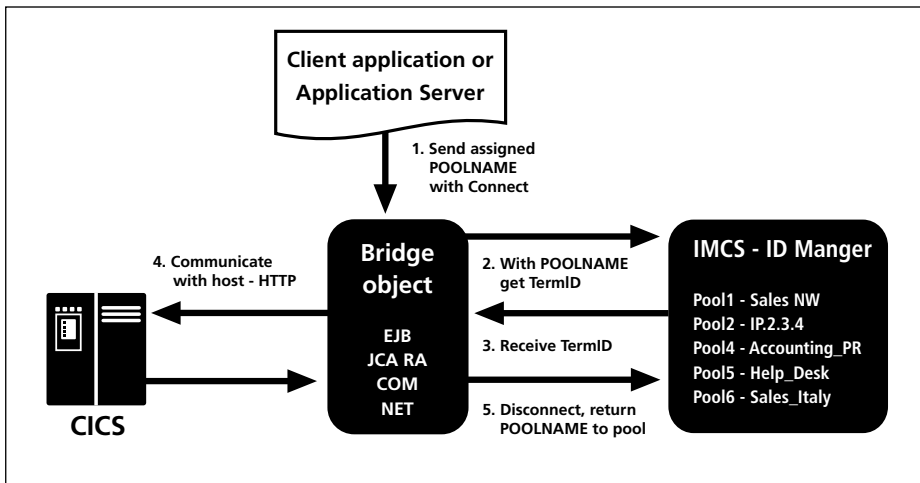 Client application or
Application Server
1. Send assigned
POOLNAME
with Connect
Bridge
object
EJB
JCA RA
COM
NET
4. Communicate
with host - HTTP
CICS
2. With POOLNAME
get TermID
3. Receive TermID
5. Disconnect, return
POOLNAME to pool
IMCS - ID Manger
Pool1 - Sales NW
Pool2 - IP.2.3.4
Pool4 - Accounting_PR
Pool5 - Help_Desk
Pool6 - Sales_Italy